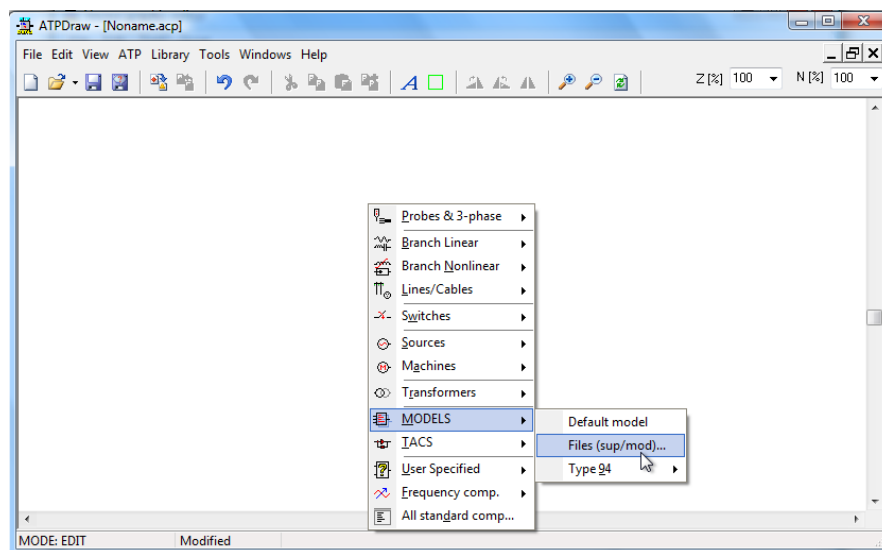 ATPDraw - [Noname.acp]
File Edit View ATP Library Tools Windows Help
Z [%] 100 N [%] 100
Probes & 3-phase
Branch Linear
Branch Nonlinear
Lines/Cables
Switches
Sources
Machines
Transformers
MODELS
TACS
User Specified
Frequency comp.
All standard comp...
Default model
Files (sup/mod)...
Type 94
MODE: EDIT Modified